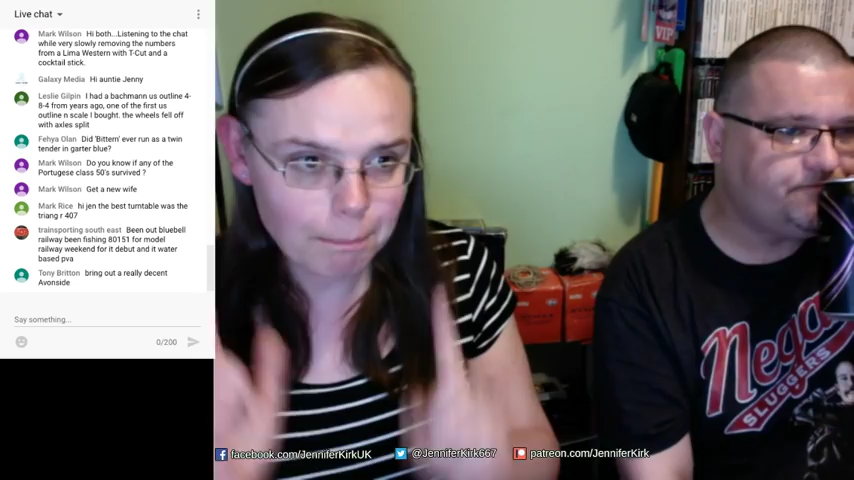 Live chat
Mark Wilson Hi both...Listening to the chat
while very slowly removing the numbers
from a Lima Western with T-Cut and a
cocktail stick.
Galaxy Media Hi auntie Jenny
Leslie Gilpin I had a bachmann us outline 4-
8-4 from years ago, one of the first us
outline n scale I bought. the wheels fell off
with axles split
Fehya Olan Did 'Bittern' ever run as a twin
tender in garter blue?
Mark Wilson Do you know if any of the
Portugese class 50's survived ?
Mark Wilson Get a new wife
Mark Rice hi jen the best turntable was the
triang r 407
trainsporting south east Been out bluebell
railway been fishing 80151 for model
railway weekend for it debut and it water
based pva
Tony Britton bring out a really decent
Avonside
Say something...
0/200
VIP
Nega
SLUGGERS
facebook.com/JenniferKirkUK
@JenniferKirk667
patreon.com/JenniferKirk